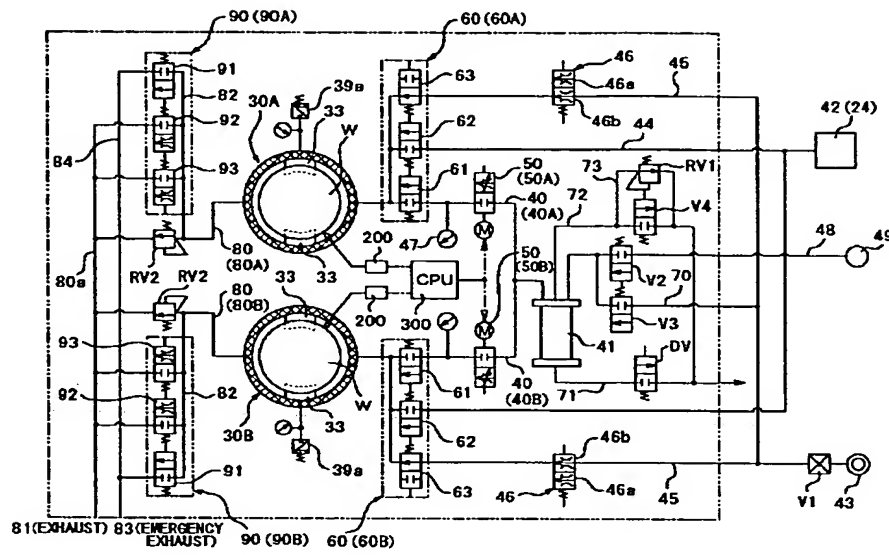 90 (90A)
60 (60A)
91
63
46
46
82
39a
46a
33
46b
92
30A
62
42 (24)
84
W
44
RV1
93
50
(50A)
73
61
40
(40A)
72
V4
47
48
49
80
(80A)
200
80a
RV2
RV2
33
50
(50B)
CPU
V2
70
80
(80B)
33
200
300
V3
93
41
DV
82
W
61
40
(40B)
71
92
62
30B
33
46b
63
46a
91
39a
46
45
V1
43
81(EXHAUST) 83(EMERGENCY
EXHAUST)
90 (90B)
60 (60B)